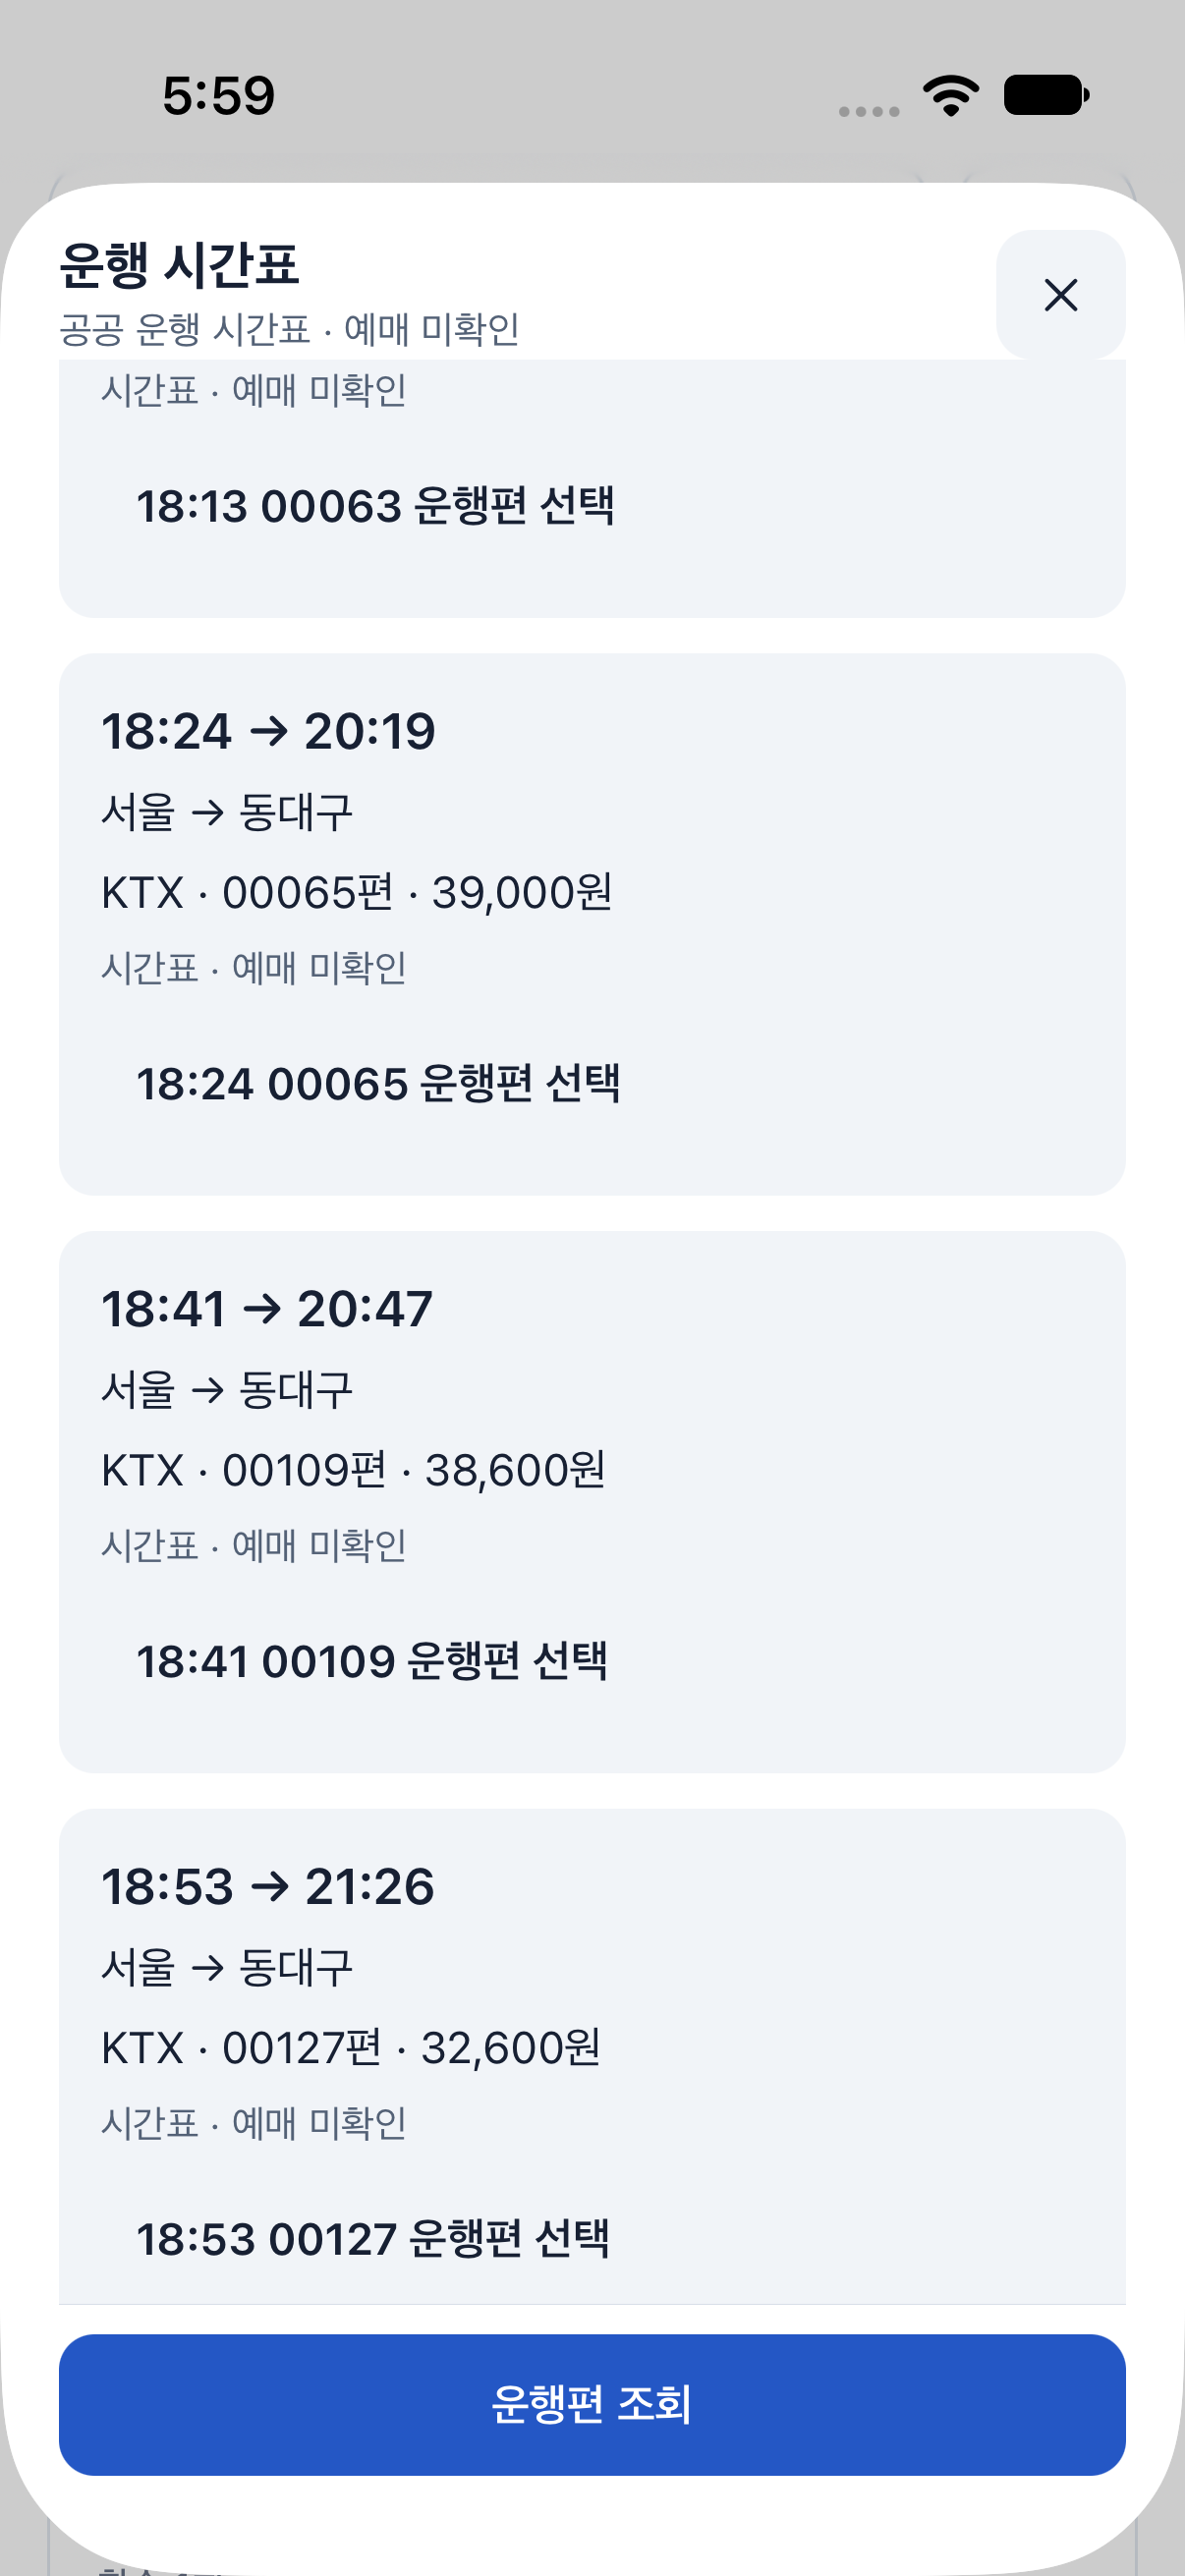 5:59
운행 시간표
공공 운행 시간표 · 예매 미확인
시간표 · 예매 미확인
18:13 00063 운행편 선택
18:24 → 20:19
서울 → 동대구
KTX · 00065편 · 39,000원
시간표 · 예매 미확인
18:24 00065 운행편 선택
18:41 → 20:47
서울 → 동대구
KTX · 00109편 · 38,600원
시간표 · 예매 미확인
18:41 00109 운행편 선택
18:53 → 21:26
서울 → 동대구
KTX · 00127편 · 32,600원
시간표 · 예매 미확인
18:53 00127 운행편 선택
운행편 조회